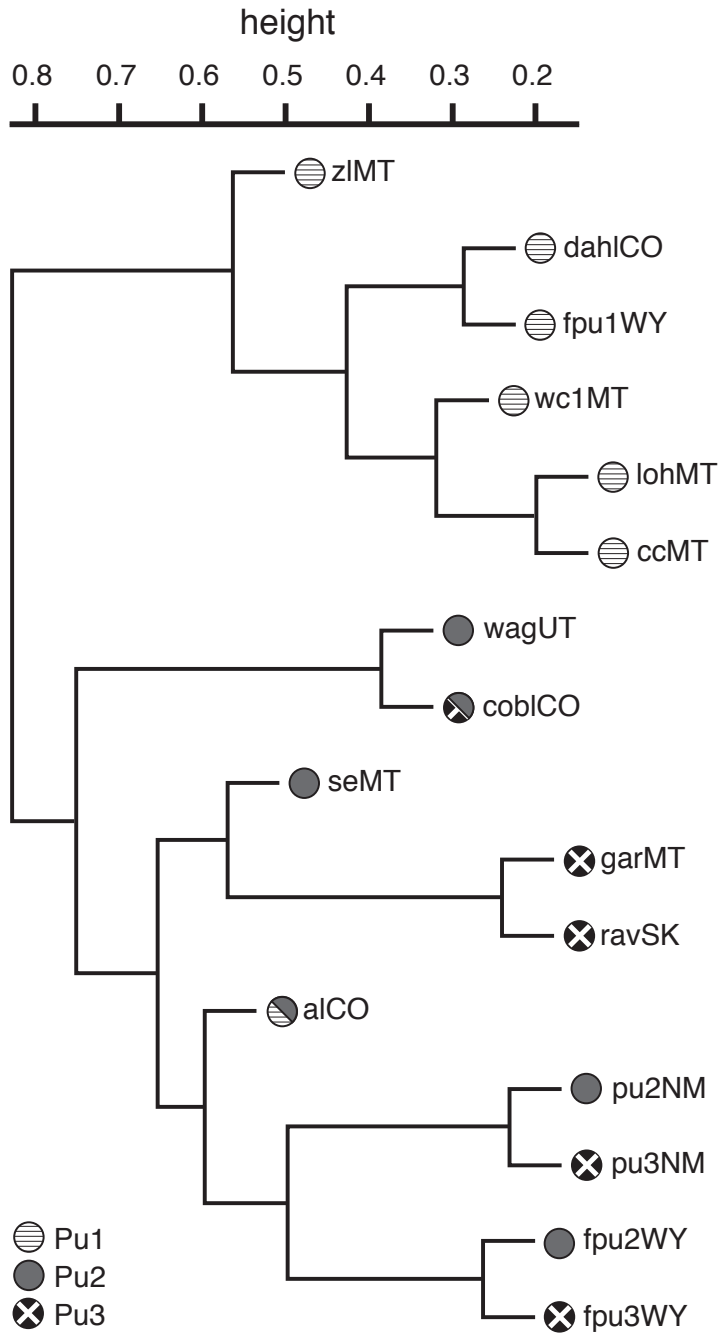 height
0.8 0.7 0.6 0.5 0.4 0.3 0.2
zlMT
dahlCO
fpu1WY
wc1MT
lohMT
ccMT
wagUT
coblCO
seMT
garMT
ravSK
alCO
pu2NM
pu3NM
fpu2WY
fpu3WY
Pu1
Pu2
Pu3